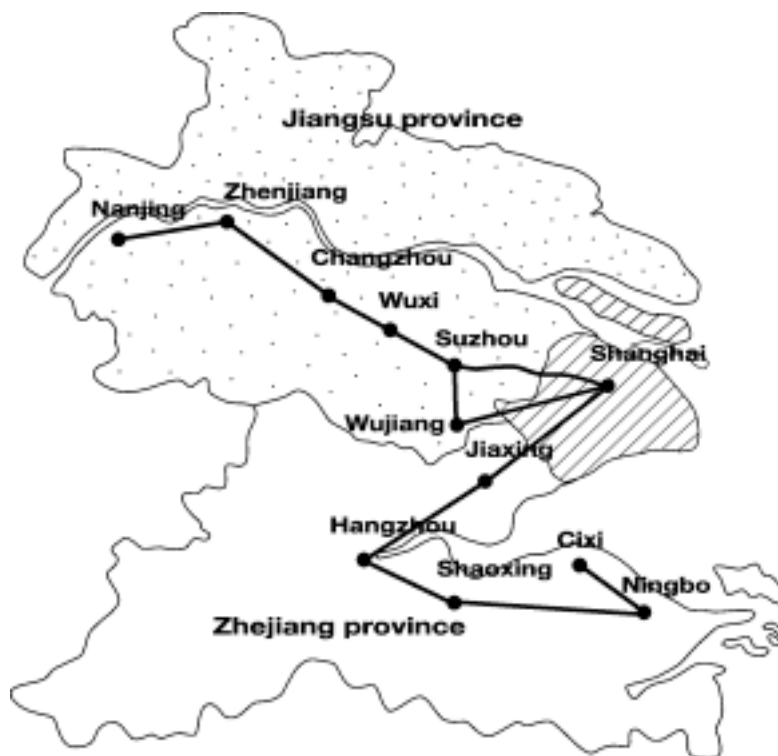 Jiangsu province
Zhenjiang
Nanjing
Changzhou
Wuxi
Suzhou
Shanghai
Wujiang
Jiaxing
Hangzhou
Cixi
Shaoxing
Ningbo
Zhejiang province